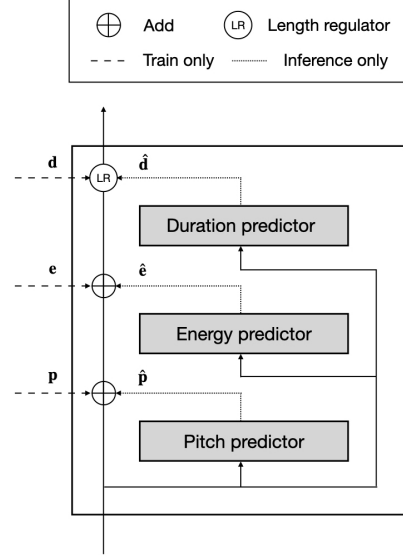 Add LR Length regulator
Train only Inference only
d d̂
LR
Duration predictor
e ê
Energy predictor
p p̂
Pitch predictor